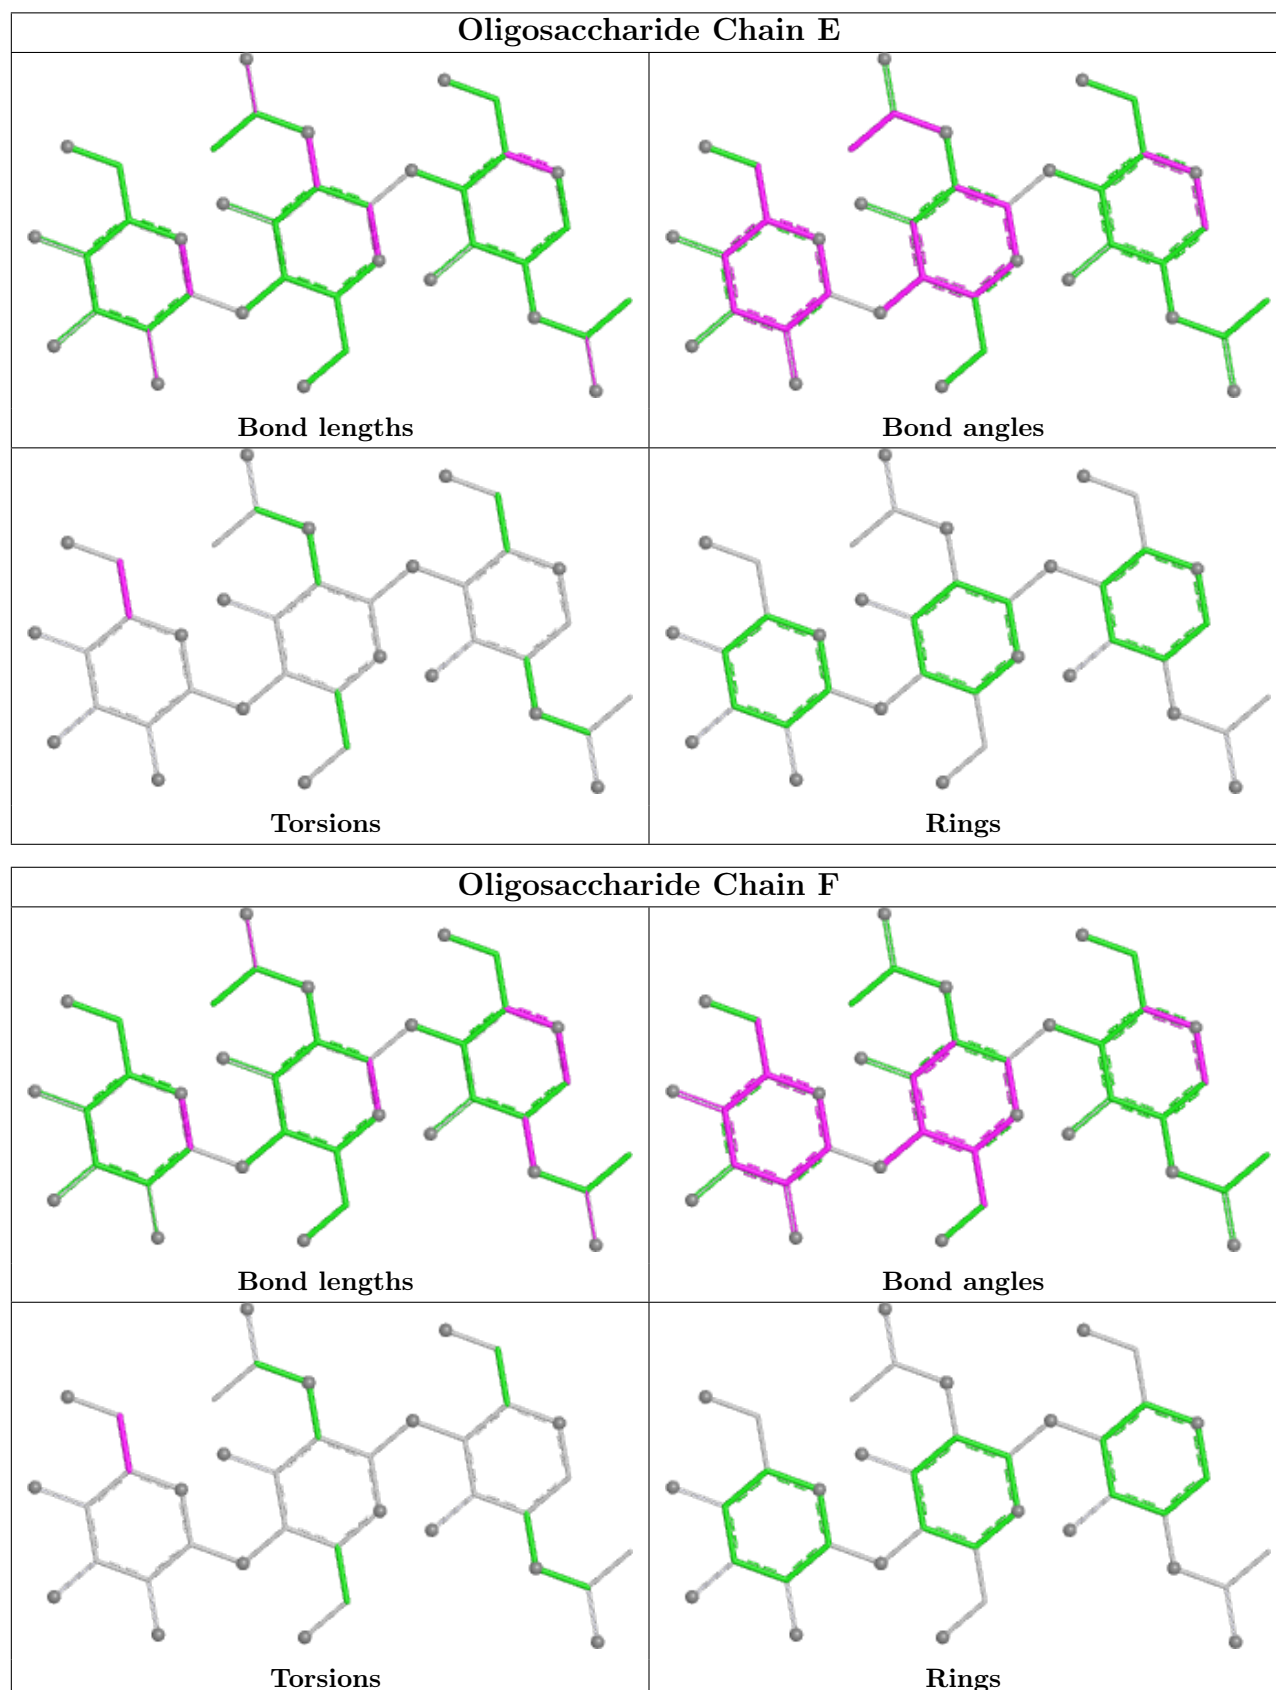 Oligosaccharide Chain E
Bond lengths
Bond angles
Torsions
Rings
Oligosaccharide Chain F
Bond lengths
Bond angles
Torsions
Rings